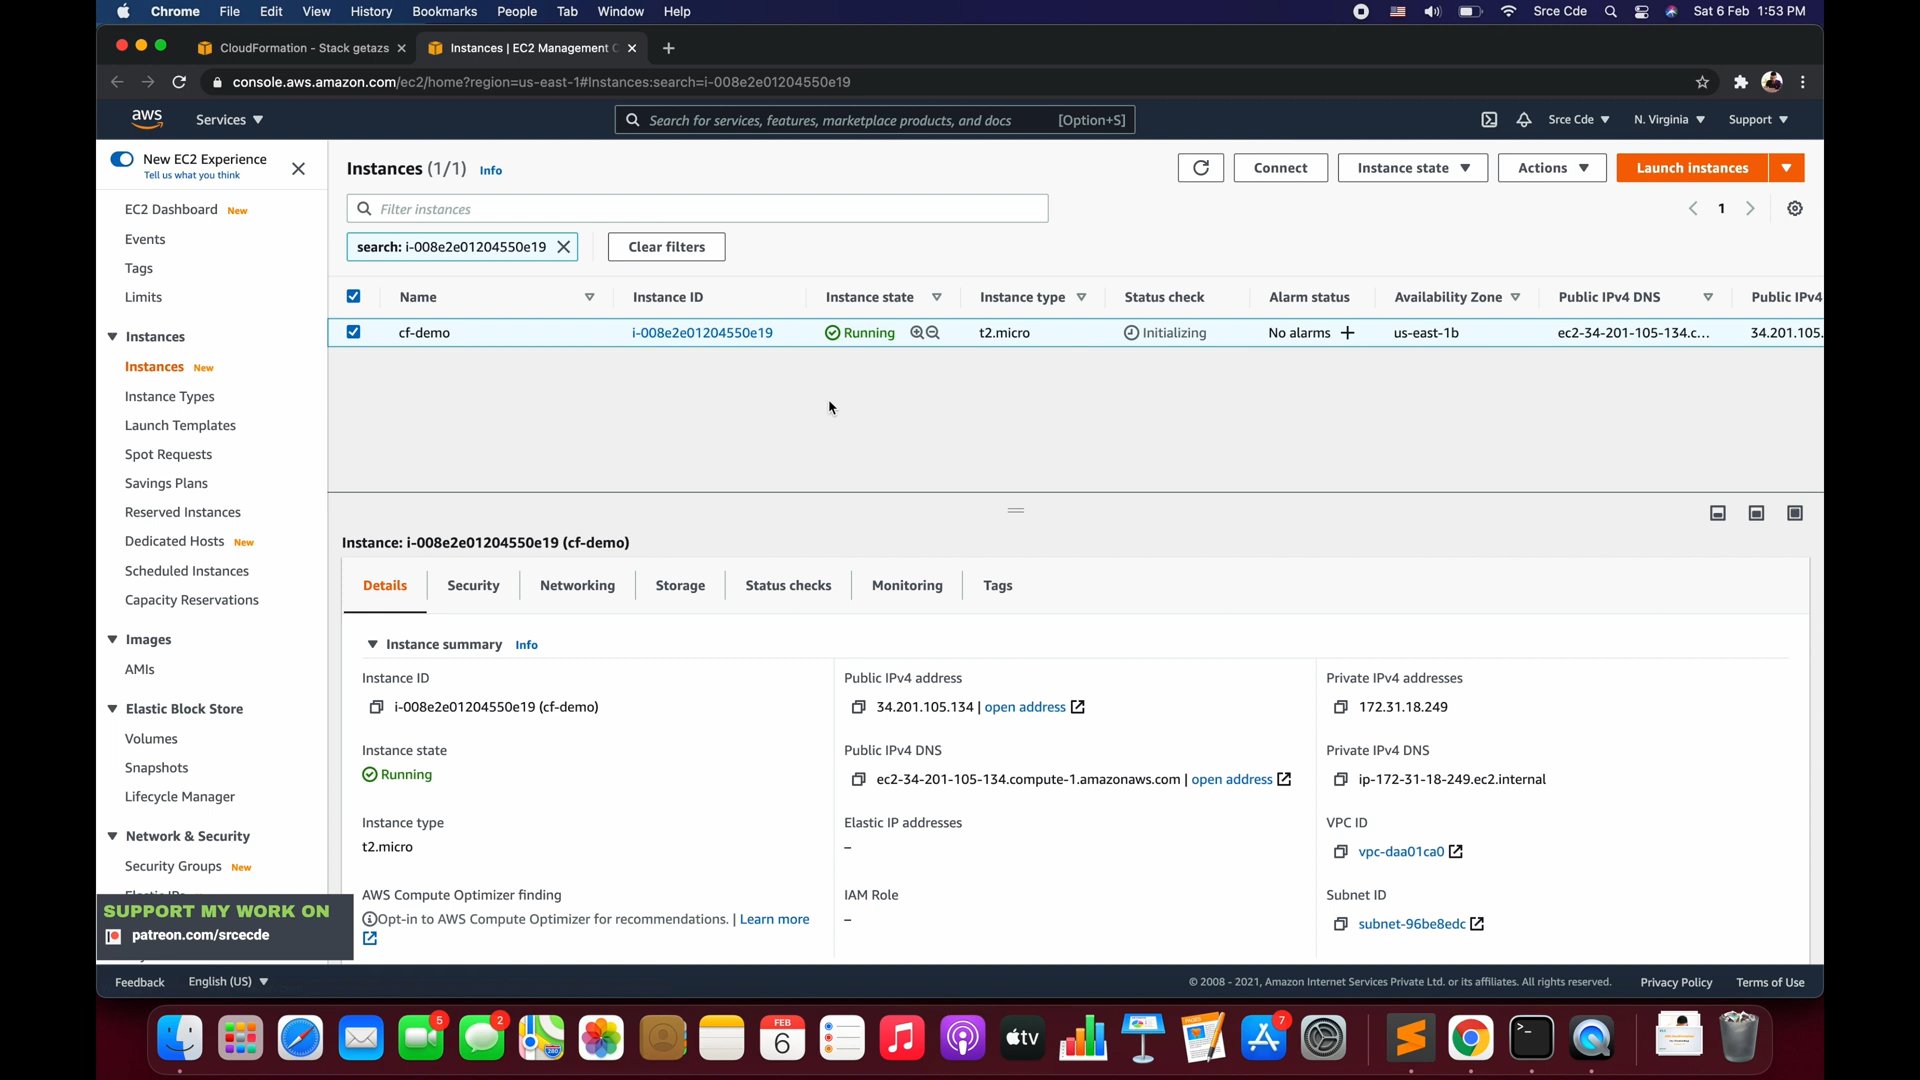 Chrome File Edit View History Bookmarks People Tab Window Help Srce Cde Sat 6 Feb 1:53 PM
CloudFormation - Stack getazs Instances | EC2 Management C
console.aws.amazon.com/ec2/home?region=us-east-1#Instances:search=i-008e2e01204550e19
aws Services Search for services, features, marketplace products, and docs [Option+S] Srce Cde N. Virginia Support
New EC2 Experience
Tell us what you think
EC2 Dashboard New
Events
Tags
Limits
Instances
Instances New
Instance Types
Launch Templates
Spot Requests
Savings Plans
Reserved Instances
Dedicated Hosts New
Scheduled Instances
Capacity Reservations
Images
AMIs
Elastic Block Store
Volumes
Snapshots
Lifecycle Manager
Network & Security
Security Groups New
SUPPORT MY WORK ON
patreon.com/srcecde
Instances (1/1) Info Connect Instance state Actions Launch instances
Filter instances 1
search: i-008e2e01204550e19 Clear filters
Name Instance ID Instance state Instance type Status check Alarm status Availability Zone Public IPv4 DNS Public IPv4
cf-demo i-008e2e01204550e19 Running t2.micro Initializing No alarms us-east-1b ec2-34-201-105-134.c... 34.201.105.
Instance: i-008e2e01204550e19 (cf-demo)
Details Security Networking Storage Status checks Monitoring Tags
Instance summary Info
Instance ID Public IPv4 address Private IPv4 addresses
i-008e2e01204550e19 (cf-demo) 34.201.105.134 | open address 172.31.18.249
Instance state Public IPv4 DNS Private IPv4 DNS
Running ec2-34-201-105-134.compute-1.amazonaws.com | open address ip-172-31-18-249.ec2.internal
Instance type Elastic IP addresses VPC ID
t2.micro – vpc-daa01ca0
AWS Compute Optimizer finding IAM Role Subnet ID
Opt-in to AWS Compute Optimizer for recommendations. | Learn more – subnet-96be8edc
Feedback English (US) © 2008 - 2021, Amazon Internet Services Private Ltd. or its affiliates. All rights reserved. Privacy Policy Terms of Use
5 2 FEB 6 tv 7